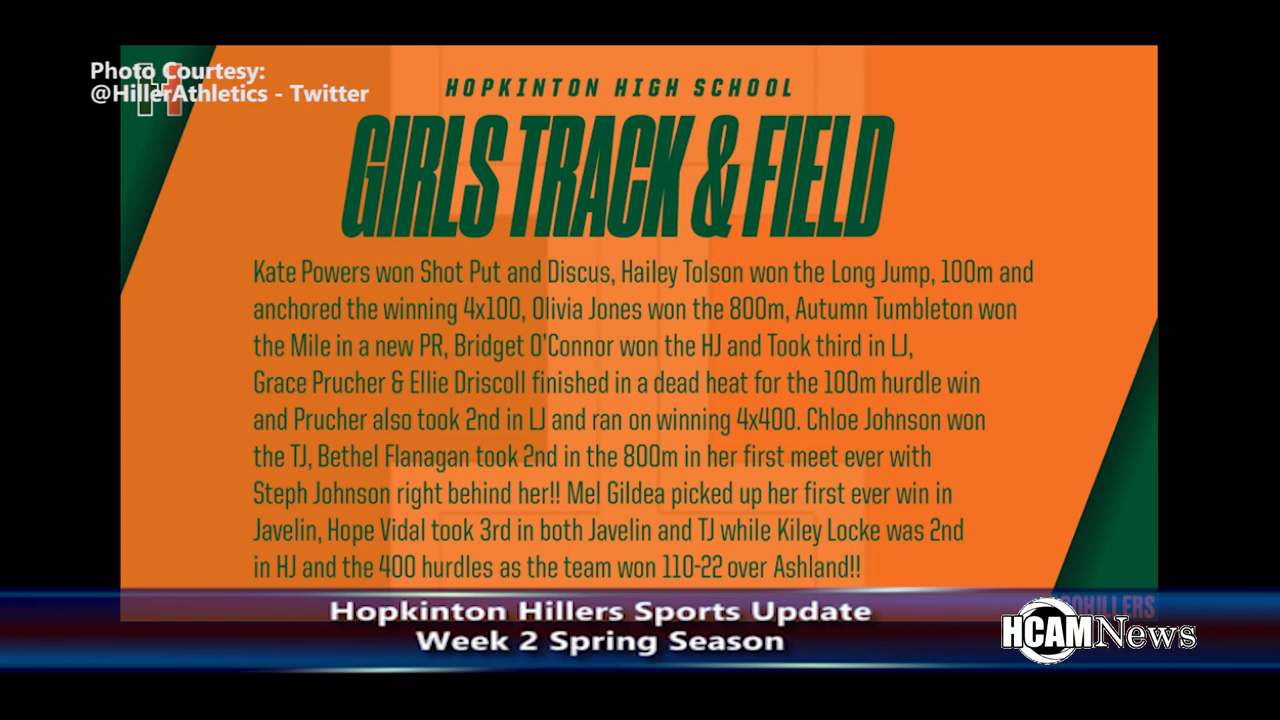 Photo Courtesy:
@HillerAthletics - Twitter
H
HOPKINTON HIGH SCHOOL
GIRLS TRACK & FIELD
Kate Powers won Shot Put and Discus, Hailey Tolson won the Long Jump, 100m and
anchored the winning 4x100, Olivia Jones won the 800m, Autumn Tumbleton won
the Mile in a new PR, Bridget O'Connor won the HJ and Took third in LJ,
Grace Prucher & Ellie Driscoll finished in a dead heat for the 100m hurdle win
and Prucher also took 2nd in LJ and ran on winning 4x400. Chloe Johnson won
the TJ, Bethel Flanagan took 2nd in the 800m in her first meet ever with
Steph Johnson right behind her!! Mel Gildea picked up her first ever win in
Javelin, Hope Vidal took 3rd in both Javelin and TJ while Kiley Locke was 2nd
in HJ and the 400 hurdles as the team won 110-22 over Ashland!!
Hopkinton Hillers Sports Update
Week 2 Spring Season
HCAMNews